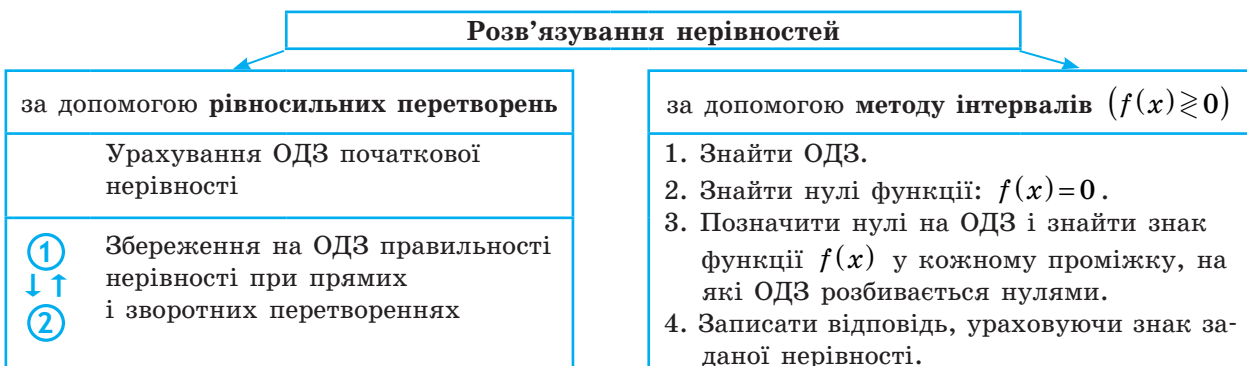 Розв'язування нерівностей
за допомогою рівносильних перетворень
Урахування ОДЗ початкової
нерівності
1
↓ ↑
2
Збереження на ОДЗ правильності
нерівності при прямих
і зворотних перетвореннях
за допомогою методу інтервалів (f(x)≷0)
1. Знайти ОДЗ.
2. Знайти нулі функції: f(x)=0.
3. Позначити нулі на ОДЗ і знайти знак
функції f(x) у кожному проміжку, на
які ОДЗ розбивається нулями.
4. Записати відповідь, ураховуючи знак за-
даної нерівності.